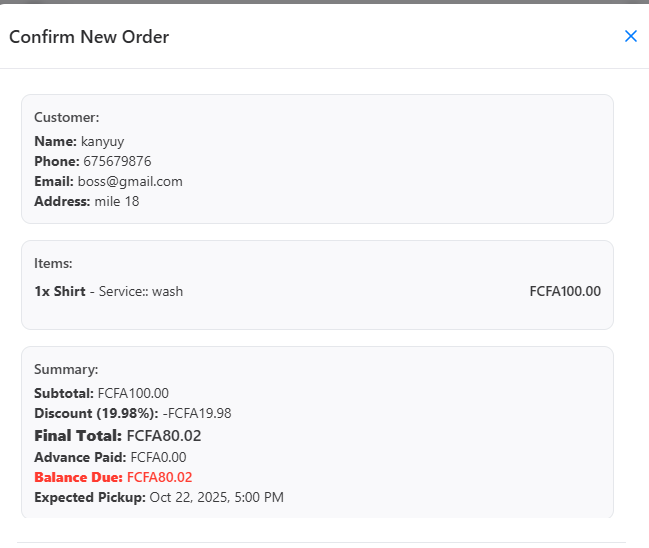 Confirm New Order
Customer:
Name: kanyuy
Phone: 675679876
Email: boss@gmail.com
Address: mile 18
Items:
1x Shirt - Service:: wash FCFA100.00
Summary:
Subtotal: FCFA100.00
Discount (19.98%): -FCFA19.98
Final Total: FCFA80.02
Advance Paid: FCFA0.00
Balance Due: FCFA80.02
Expected Pickup: Oct 22, 2025, 5:00 PM